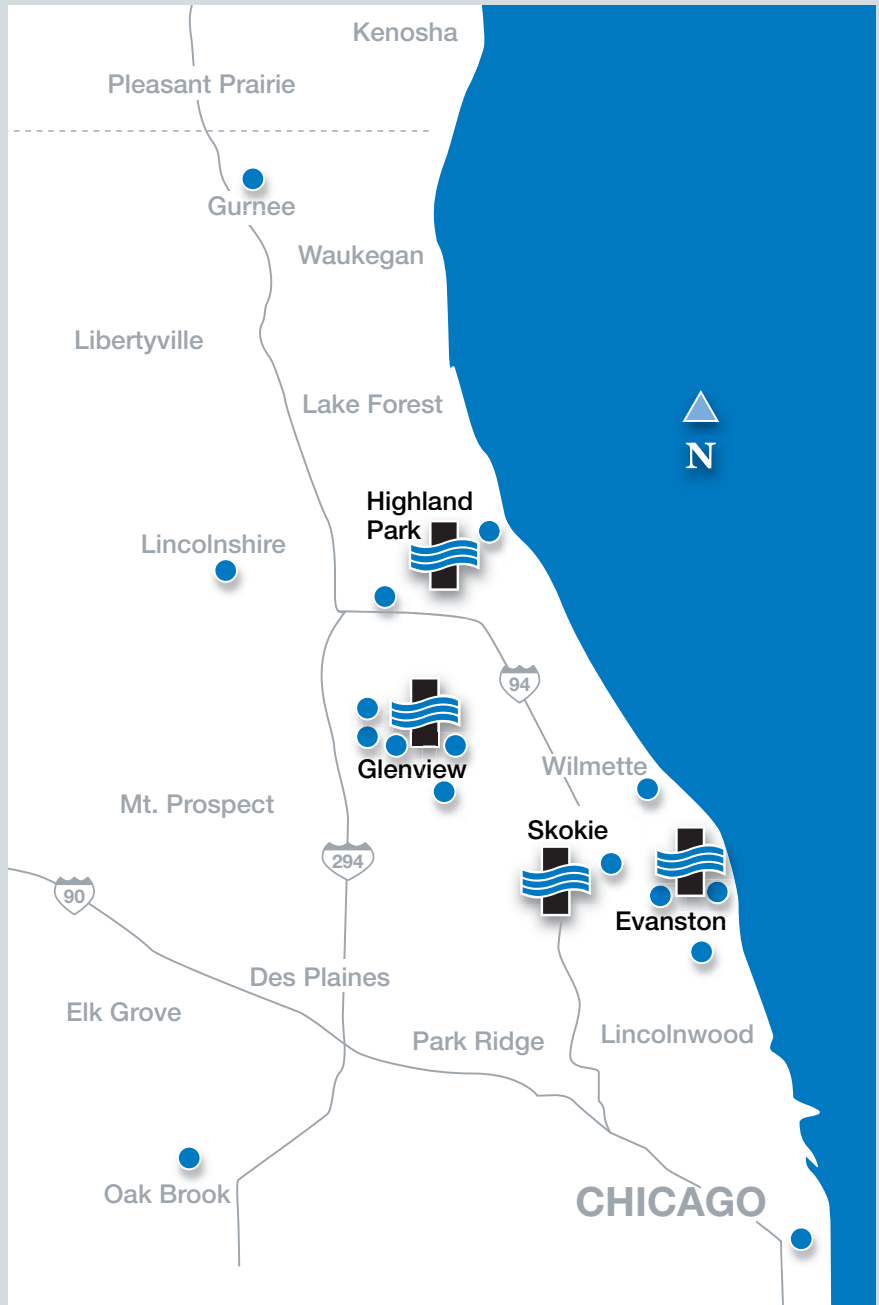 Kenosha
Pleasant Prairie
Gurnee
Waukegan
Libertyville
Lake Forest
N
Highland
Park
Lincolnshire
94
Wilmette
Glenview
Mt. Prospect
Skokie
294
90
Evanston
Des Plaines
Elk Grove
Park Ridge
Lincolnwood
Oak Brook
CHICAGO